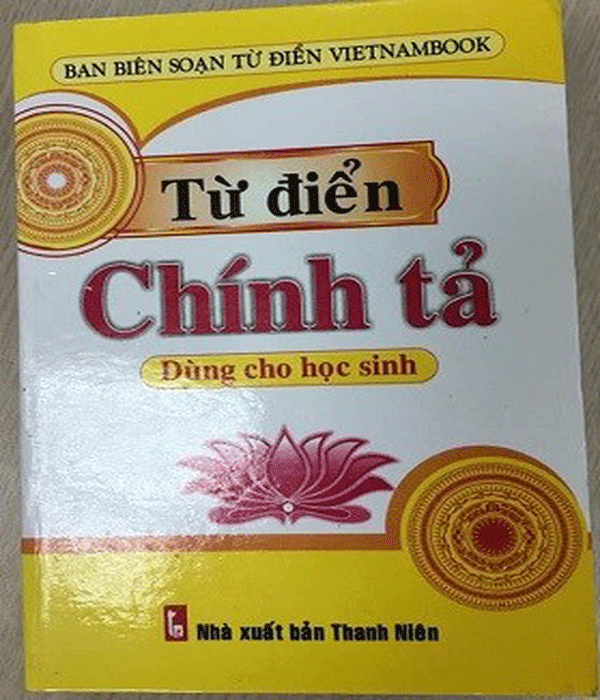 BAN BIÊN SOẠN TỪ ĐIỂN VIETNAMBOOK
Từ điển
Chính tả
Dùng cho học sinh
Nhà xuất bản Thanh Niên